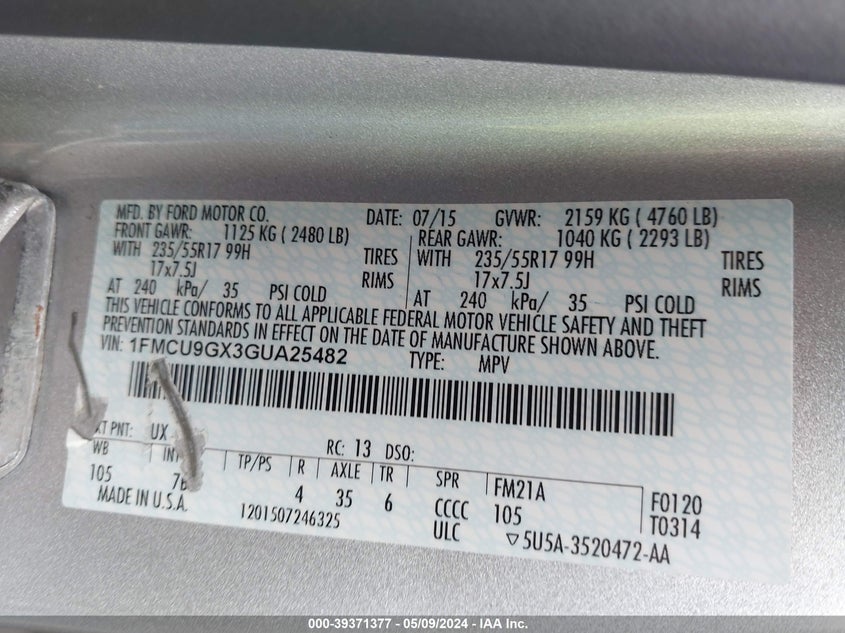 MFD. BY FORD MOTOR CO. DATE: 07/15 GVWR: 2159 KG ( 4760 LB)
FRONT GAWR: 1125 KG ( 2480 LB) REAR GAWR: 1040 KG ( 2293 LB)
WITH 235/55R17 99H TIRES WITH 235/55R17 99H TIRES
17x7.5J RIMS 17x7.5J RIMS
AT 240 kPa/ 35 PSI COLD AT 240 kPa/ 35 PSI COLD
THIS VEHICLE CONFORMS TO ALL APPLICABLE FEDERAL MOTOR VEHICLE SAFETY AND THEFT
PREVENTION STANDARDS IN EFFECT ON THE DATE OF MANUFACTURE SHOWN ABOVE.
VIN: 1FMCU9GX3GUA25482 TYPE: MPV
PNT: UX RC: 13 DSO:
WB TP/PS R AXLE TR SPR FM21A
105 4 35 6 CCCC 105 F0120
MADE IN U.S.A. 1201507246325 ULC T0314
▽5U5A-3520472-AA
000-39371377 - 05/09/2024 - IAA Inc.